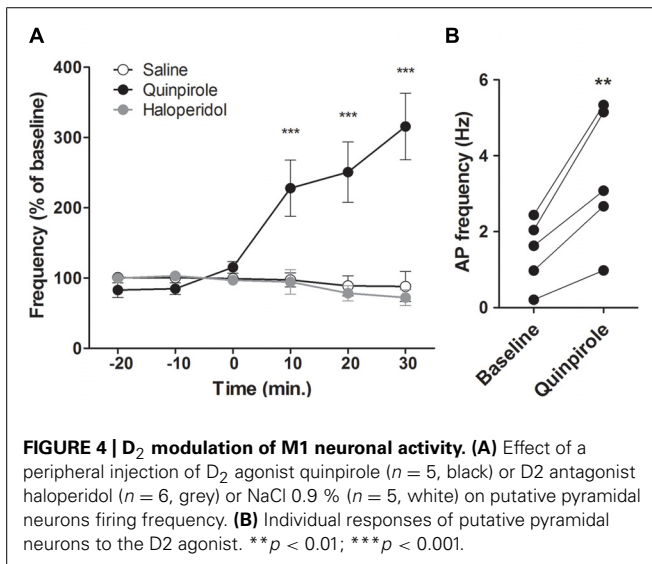 A
B
400
300
200
100
0
Frequency (% of baseline)
Saline
Quinpirole
Haloperidol
***
***
***
-20 -10 0 10 20 30
Time (min.)
6
4
2
0
AP frequency (Hz)
**
Baseline
Quinpirole
FIGURE 4 | D₂ modulation of M1 neuronal activity. (A) Effect of a
peripheral injection of D₂ agonist quinpirole (n = 5, black) or D2 antagonist
haloperidol (n = 6, grey) or NaCl 0.9 % (n = 5, white) on putative pyramidal
neurons firing frequency. (B) Individual responses of putative pyramidal
neurons to the D2 agonist. **p < 0.01; ***p < 0.001.